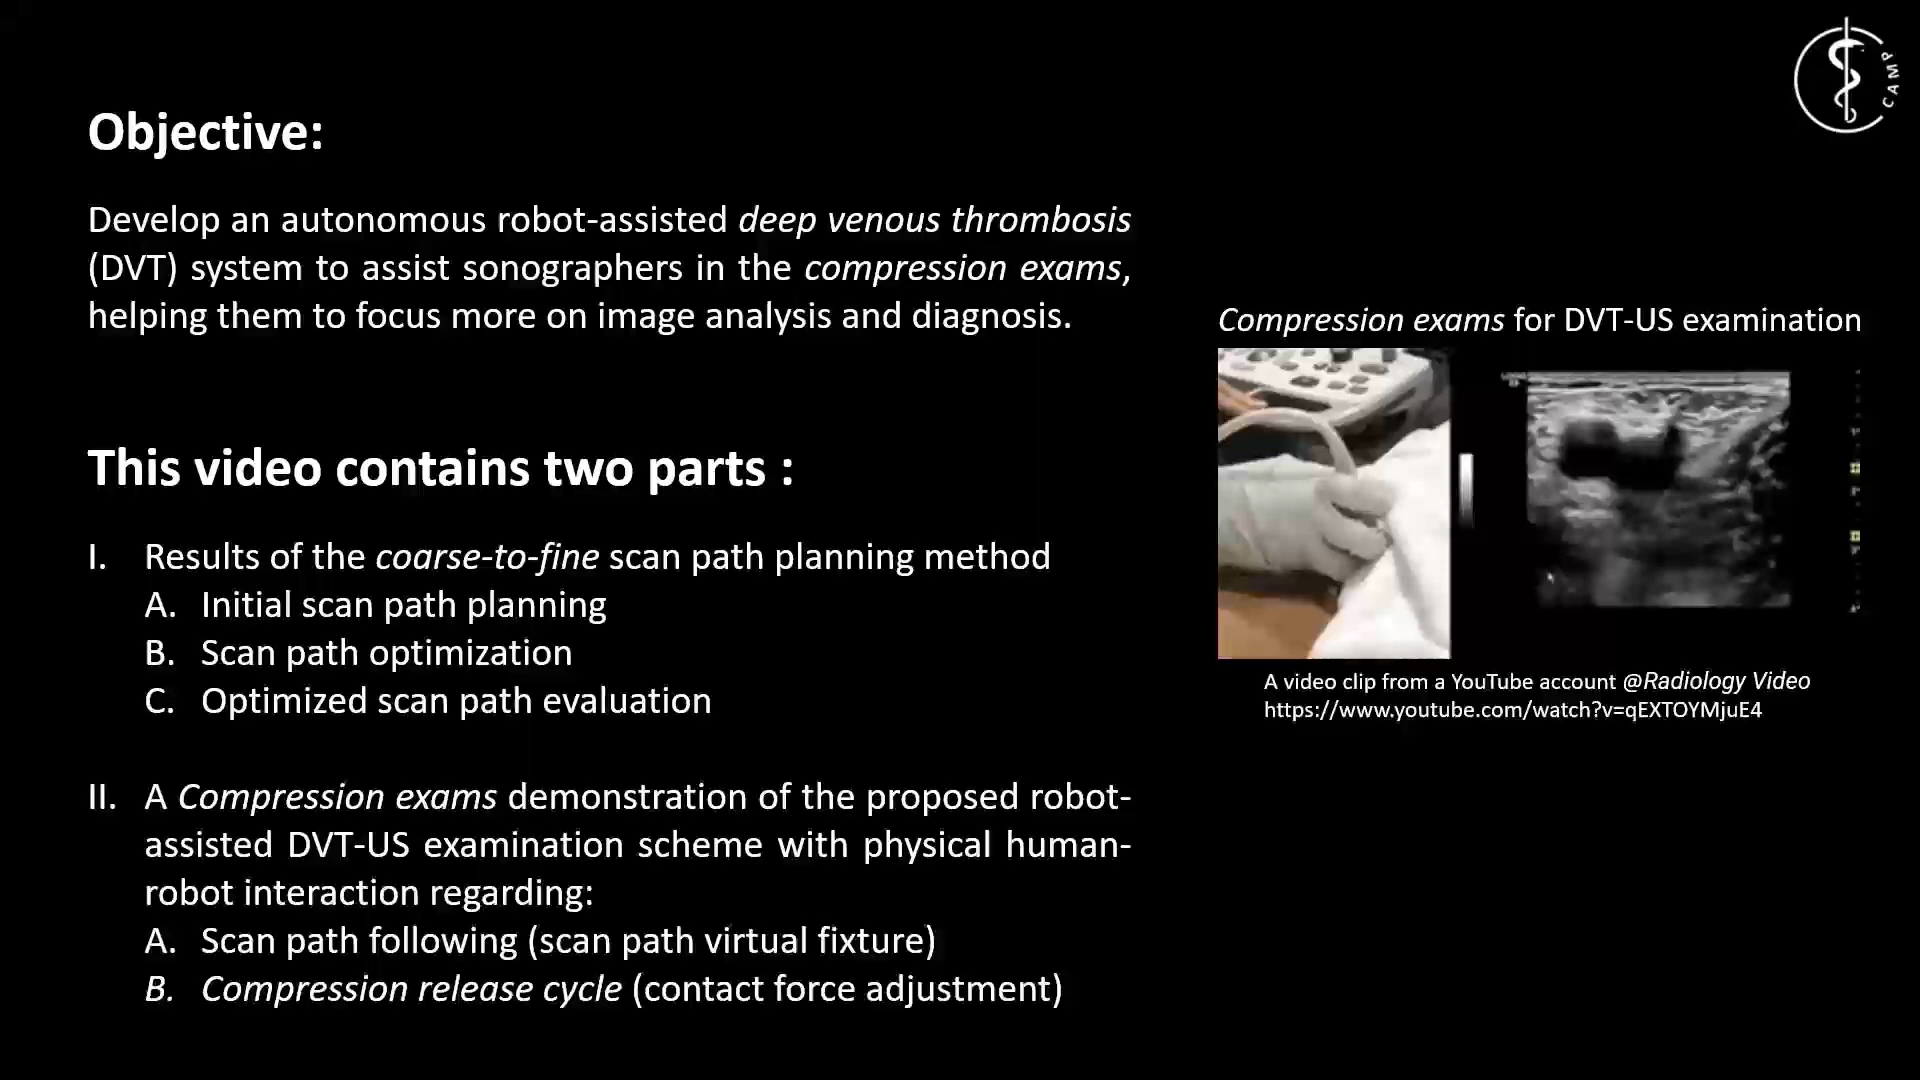 CAMP
Objective:
Develop an autonomous robot-assisted deep venous thrombosis
(DVT) system to assist sonographers in the compression exams,
helping them to focus more on image analysis and diagnosis.
This video contains two parts :
I. Results of the coarse-to-fine scan path planning method
A. Initial scan path planning
B. Scan path optimization
C. Optimized scan path evaluation
II. A Compression exams demonstration of the proposed robot-
assisted DVT-US examination scheme with physical human-
robot interaction regarding:
A. Scan path following (scan path virtual fixture)
B. Compression release cycle (contact force adjustment)
Compression exams for DVT-US examination
A video clip from a YouTube account @Radiology Video
https://www.youtube.com/watch?v=qEXTOYMjuE4